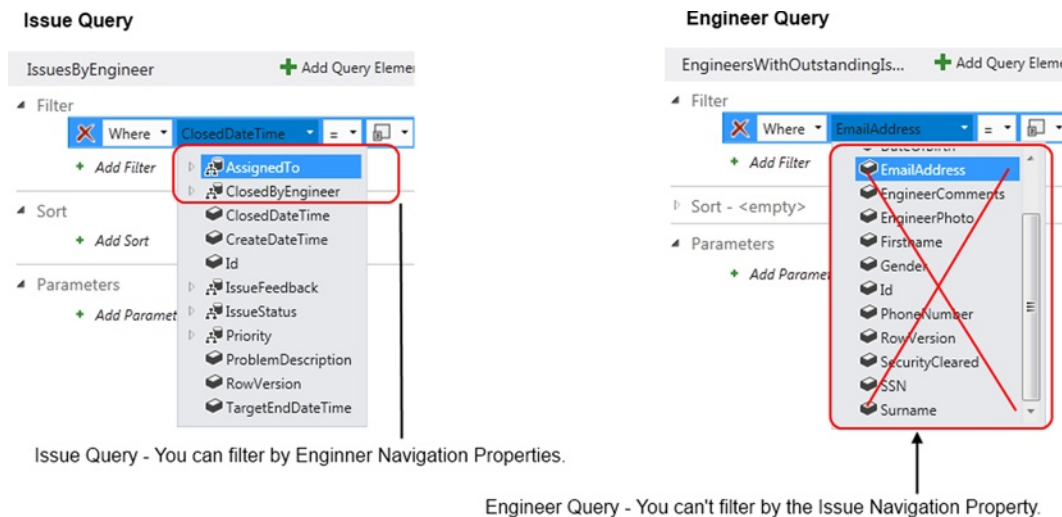 Issue Query
IssuesByEngineer
Add Query Eleme
Filter
Where
ClosedDateTime
=
Add Filter
AssignedTo
ClosedByEngineer
Sort
ClosedDateTime
Add Sort
CreateDateTime
Id
Parameters
IssueFeedback
Add Paramet
IssueStatus
Priority
ProblemDescription
RowVersion
TargetEndDateTime
Issue Query - You can filter by Enginner Navigation Properties.
Engineer Query
EngineersWithOutstandingIs...
Add Query Eleme
Filter
Where
EmailAddress
=
DateOfBirth
Add Filter
EmailAddress
EngineerComments
Sort - <empty>
EngineerPhoto
Firstname
Parameters
Gender
Add Parame
Id
PhoneNumber
RowVersion
SecurityCleared
SSN
Surname
Engineer Query - You can't filter by the Issue Navigation Property.